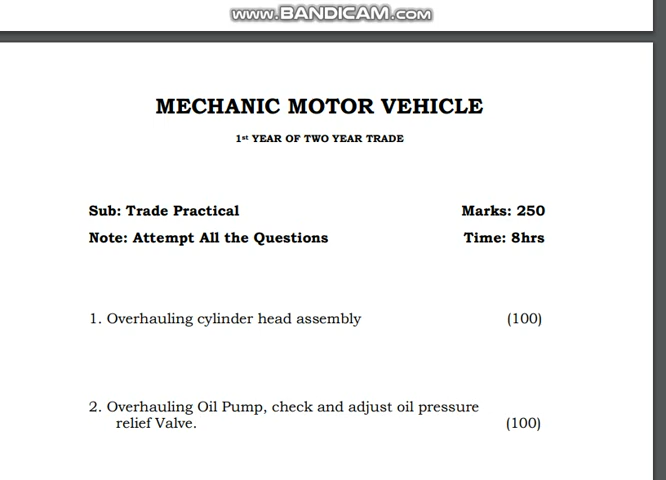 www.BANDICAM.com
MECHANIC MOTOR VEHICLE
1st YEAR OF TWO YEAR TRADE
Sub: Trade Practical Marks: 250
Note: Attempt All the Questions Time: 8hrs
1. Overhauling cylinder head assembly (100)
2. Overhauling Oil Pump, check and adjust oil pressure
relief Valve. (100)